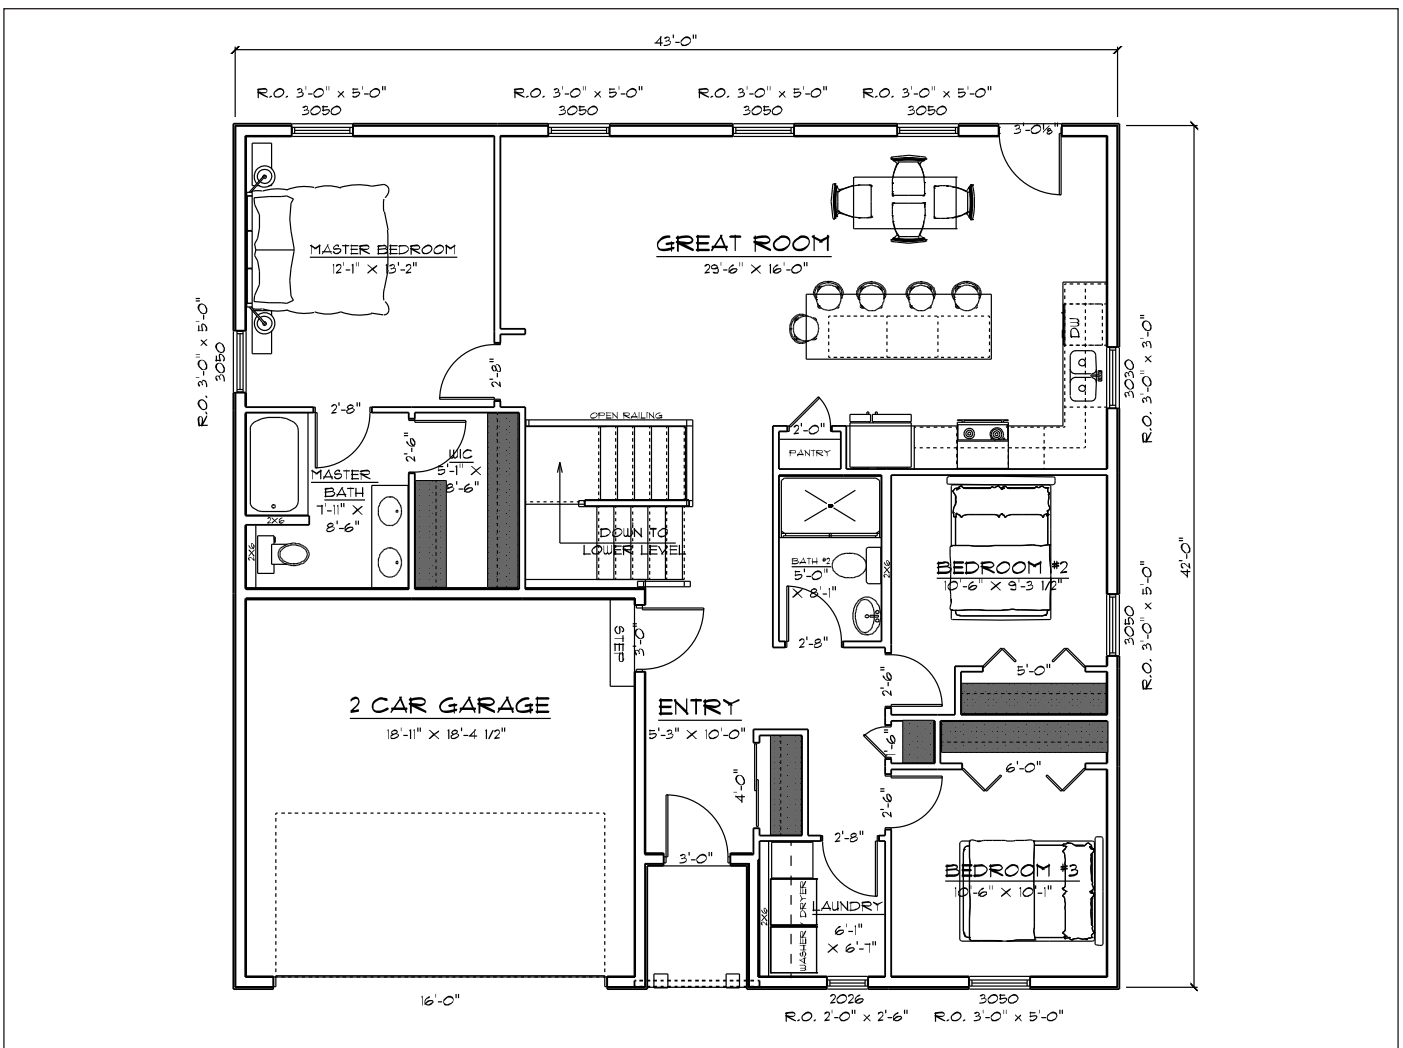 43'-0"
R.O. 3'-0" x 5'-0"
3050
R.O. 3'-0" x 5'-0"
3050
R.O. 3'-0" x 5'-0"
3050
R.O. 3'-0" x 5'-0"
3050
3'-0⅛"
MASTER BEDROOM
12'-1" X 13'-2"
GREAT ROOM
29'-6" X 16'-0"
R.O. 3'-0" x 5'-0"
3050
DW
3030
R.O. 3'-0" x 3'-0"
2'-8"
2'-8"
OPEN RAILING
2'-0"
PANTRY
2'-6"
WIC
5'-1" X
8'-6"
MASTER
BATH
7'-11" X
8'-6"
2X6
2X6
DOWN TO
LOWER LEVEL
BATH #2
5'-0"
X 8'-1"
2X6
2'-8"
BEDROOM #2
10'-6" X 9'-3 1/2"
42'-0"
3050
R.O. 3'-0" x 5'-0"
STEP
3'-0"
5'-0"
2'-6"
2 CAR GARAGE
18'-11" X 18'-4 1/2"
ENTRY
5'-3" X 10'-0"
1'-6"
6'-0"
4'-0"
2'-6"
2'-8"
3'-0"
BEDROOM #3
10'-6" X 10'-1"
LAUNDRY
6'-1"
X 6'-7"
2X6
DRYER
WASHER
16'-0"
2026
R.O. 2'-0" x 2'-6"
3050
R.O. 3'-0" x 5'-0"